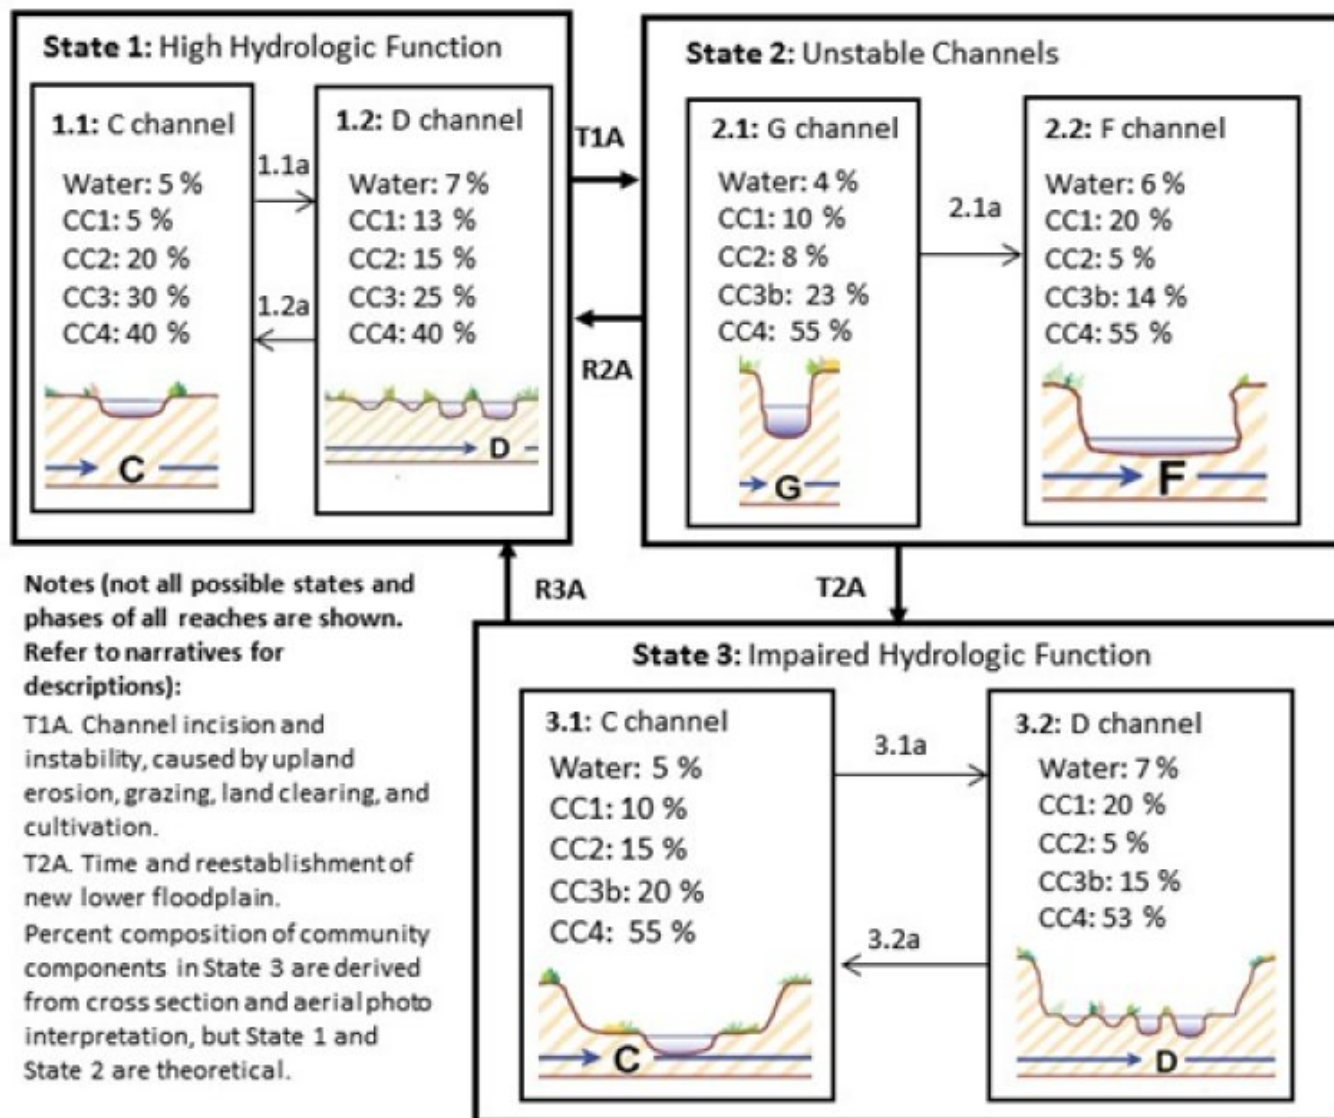 State 1: High Hydrologic Function
1.1: C channel
Water: 5 %
CC1: 5 %
CC2: 20 %
CC3: 30 %
CC4: 40 %
C
1.1a
1.2a
1.2: D channel
Water: 7 %
CC1: 13 %
CC2: 15 %
CC3: 25 %
CC4: 40 %
D
T1A
R2A
State 2: Unstable Channels
2.1: G channel
Water: 4 %
CC1: 10 %
CC2: 8 %
CC3b: 23 %
CC4: 55 %
G
2.1a
2.2: F channel
Water: 6 %
CC1: 20 %
CC2: 5 %
CC3b: 14 %
CC4: 55 %
F
R3A
T2A
Notes (not all possible states and
phases of all reaches are shown.
Refer to narratives for
descriptions):
T1A. Channel incision and
instability, caused by upland
erosion, grazing, land clearing, and
cultivation.
T2A. Time and reestablishment of
new lower floodplain.
Percent composition of community
components in State 3 are derived
from cross section and aerial photo
interpretation, but State 1 and
State 2 are theoretical.
State 3: Impaired Hydrologic Function
3.1: C channel
Water: 5 %
CC1: 10 %
CC2: 15 %
CC3b: 20 %
CC4: 55 %
C
3.1a
3.2a
3.2: D channel
Water: 7 %
CC1: 20 %
CC2: 5 %
CC3b: 15 %
CC4: 53 %
D